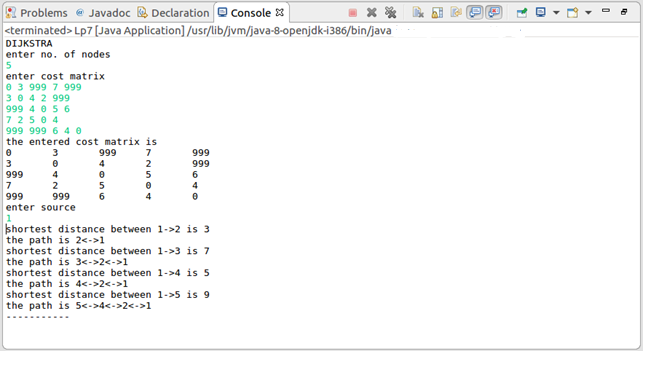 Problems @ Javadoc Declaration Console
<terminated> Lp7 [Java Application] /usr/lib/jvm/java-8-openjdk-i386/bin/java
DIJKSTRA
enter no. of nodes
5
enter cost matrix
0 3 999 7 999
3 0 4 2 999
999 4 0 5 6
7 2 5 0 4
999 999 6 4 0
the entered cost matrix is
0 3 999 7 999
3 0 4 2 999
999 4 0 5 6
7 2 5 0 4
999 999 6 4 0
enter source
1
shortest distance between 1->2 is 3
the path is 2<->1
shortest distance between 1->3 is 7
the path is 3<->2<->1
shortest distance between 1->4 is 5
the path is 4<->2<->1
shortest distance between 1->5 is 9
the path is 5<->4<->2<->1
-----------